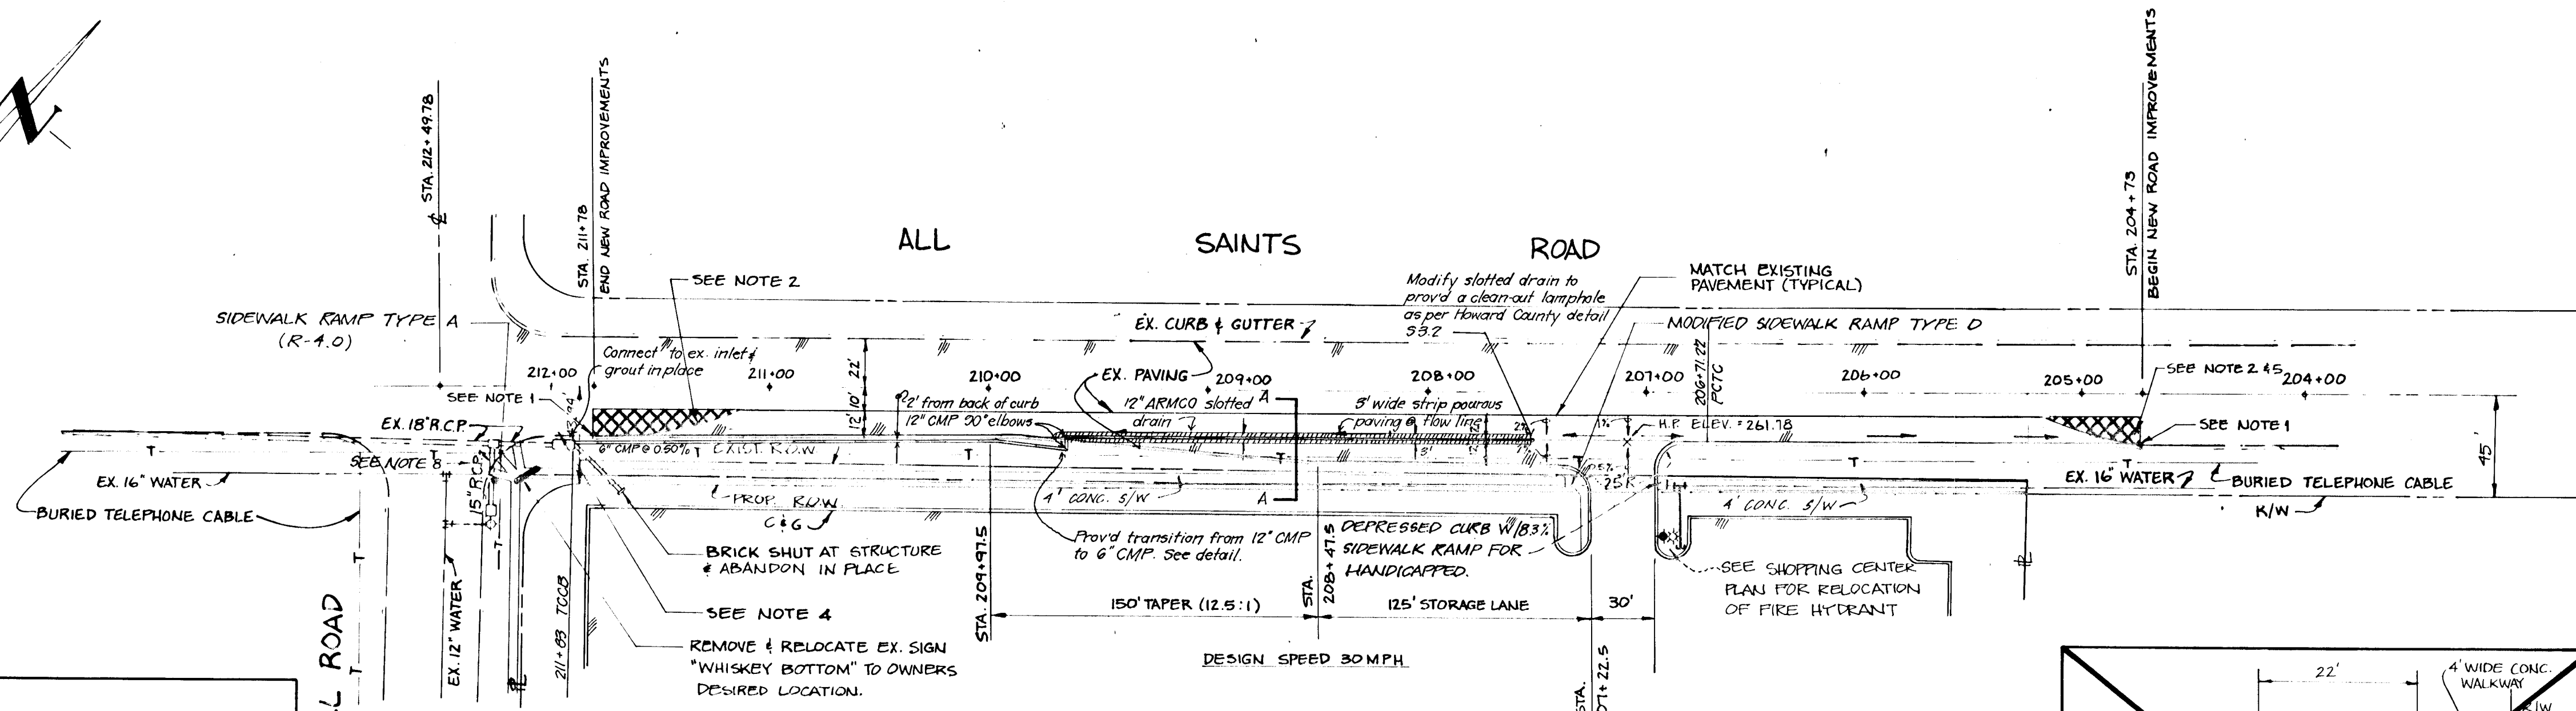 STA. 212+49.78
STA. 211+78
END NEW ROAD IMPROVEMENTS
STA. 204+73
BEGIN NEW ROAD IMPROVEMENTS
ALL SAINTS ROAD
SEE NOTE 2
SIDEWALK RAMP TYPE A
(R-4.0)
Connect to ex. inlet &
grout in place
EX. CURB & GUTTER
Modify slotted drain to
prov'd a clean-out lamphole
as per Howard County detail
S3.2
MATCH EXISTING
PAVEMENT (TYPICAL)
MODIFIED SIDEWALK RAMP TYPE D
206+71.22
PCTC
212+00
211+00
22'
10'
12'
210+00
EX. PAVING
209+00
208+00
207+00
206+00
205+00
204+00
SEE NOTE 2 & 5
SEE NOTE 1
2' from back of curb
12" CMP 90° elbows
12" ARMCO slotted
drain
A
3' wide strip pourous
paving @ flow line
H.P. ELEV. = 261.78
SEE NOTE 1
EX. 18" R.C.P.
SEE NOTE 8
6" CMP @ 0.50%
EXIST. R.O.W.
T
EX. 16" WATER
15" R.C.P.
BURIED TELEPHONE CABLE
PROP. R.O.W.
C & G
4' CONC. S/W
A
3'
25'R
4' CONC. S/W
EX. 16" WATER
BURIED TELEPHONE CABLE
R/W
45'
BRICK SHUT AT STRUCTURE
& ABANDON IN PLACE
Prov'd transition from 12" CMP
to 6" CMP. See detail.
DEPRESSED CURB W/8.3%
SIDEWALK RAMP FOR
HANDICAPPED.
SEE SHOPPING CENTER
PLAN FOR RELOCATION
OF FIRE HYDRANT
SEE NOTE 4
STA. 209+97.5
150' TAPER (12.5:1)
STA.
208+47.5
125' STORAGE LANE
30'
EX. 12" WATER
211+83 TCCB
REMOVE & RELOCATE EX. SIGN
"WHISKEY BOTTOM" TO OWNERS
DESIRED LOCATION.
DESIGN SPEED 30 MPH
STA.
07+22.5
L ROAD
22'
4' WIDE CONC.
WALKWAY
R/W